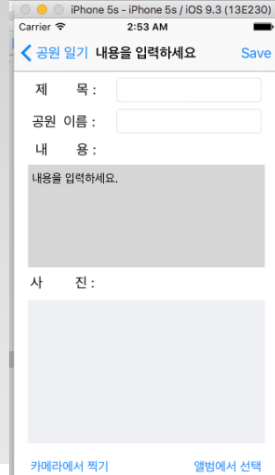 iPhone 5s - iPhone 5s / iOS 9.3 (13E230)
Carrier 2:53 AM
공원 일기 내용을 입력하세요 Save
제 목 :
공원 이름 :
내 용 :
내용을 입력하세요.
사 진 :
카메라에서 찍기 앨범에서 선택